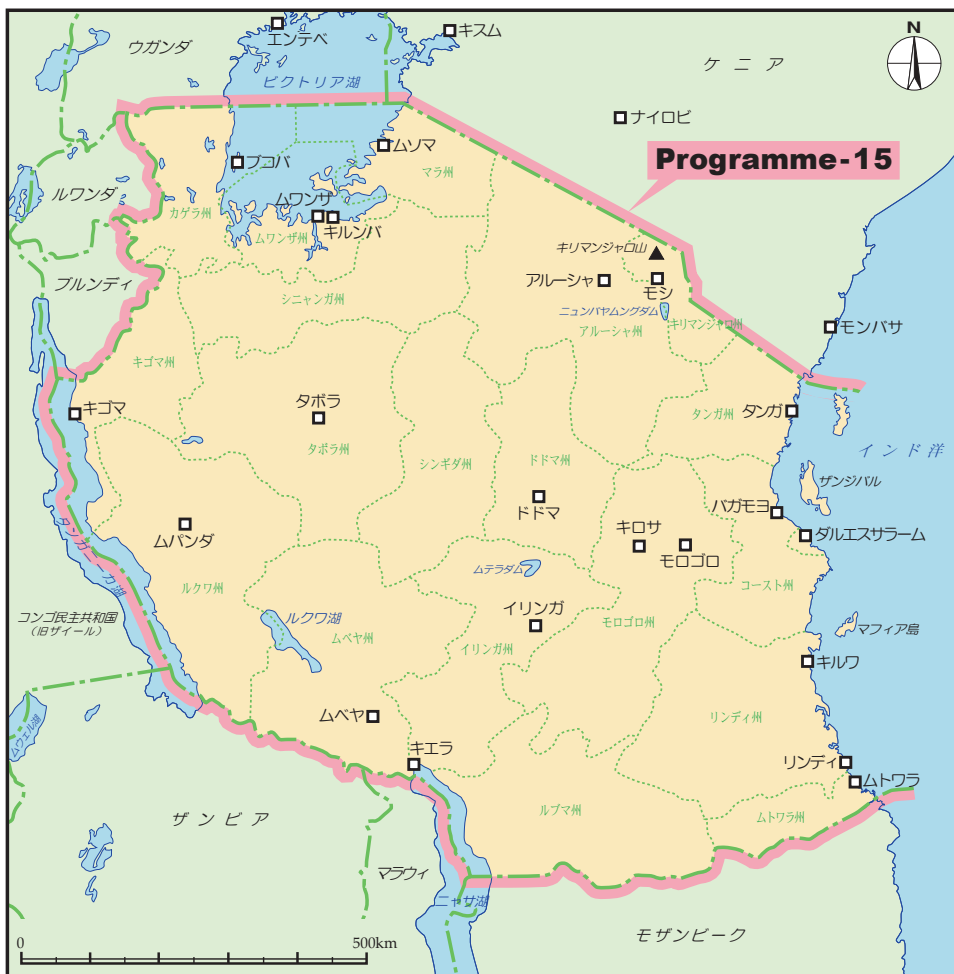 エンテベ
キスム
N
ウガンダ
ケニア
ビクトリア湖
ナイロビ
Programme-15
ムソマ
ブコバ
マラ州
ルワンダ
カゲラ州
ムワンザ
キルンバ
ムワンザ州
キリマンジャロ山
アルーシャ
モシ
ブルンディ
シニャンガ州
ニュンバヤムングダム
アルーシャ州
キリマンジャロ州
モンバサ
キゴマ州
キゴマ
タボラ
タボラ州
シンギダ州
ドドマ州
タンガ州
タンガ
インド洋
ザンジバル
ドドマ
バガモヨ
ムパンダ
キロサ
モロゴロ
ダルエスサラーム
タンガニーカ湖
ムテラダム
ルクワ州
コースト州
コンゴ民主共和国
(旧ザイール)
ルクワ湖
ムベヤ州
イリンガ
イリンガ州
モロゴロ州
マフィア島
キルワ
ムウェル湖
ムベヤ
リンディ州
キエラ
リンディ
ムトワラ
ザンビア
ルブマ州
ムトワラ州
マラウィ
ニャサ湖
モザンビーク
0
500km